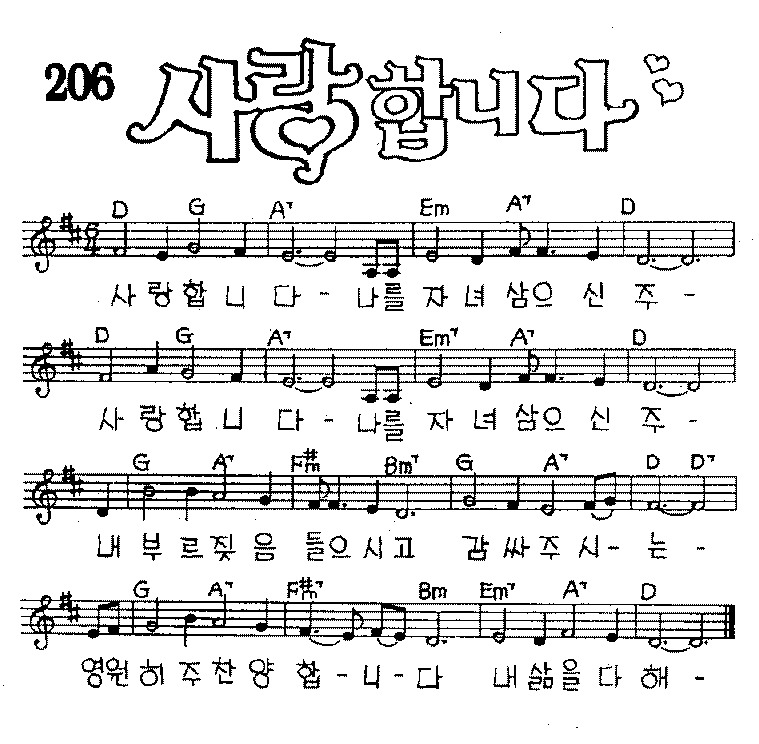 206 사랑합니다
D G A7 Em A7 D
6/4
사랑합니다 - 나를 자녀삼으신 주 -
D G A7 Em7 A7 D
사랑합니다 - 나를 자녀삼으신 주 -
G A7 F#m Bm7 G A7 D D7
내 부르짖음 들으시고 감싸주시 - 는 -
G A7 F#m7 Bm Em7 A7 D
영원히 주찬양합 - 니 - 다 내 삶을 다해 -